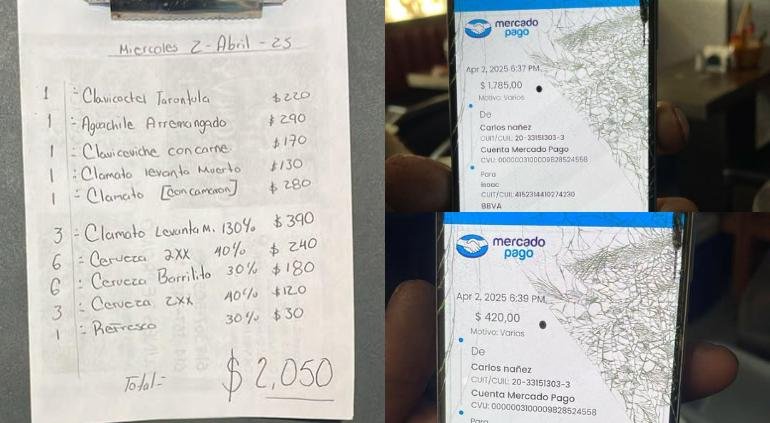 Miercoles 2-Abril-25
1 - Clavicoctel Tarantula $220
1 - Aguachile Arremangado $290
1 - Claviceviche con carne $170
1 - Clamato levanta Muerto $130
1 - Clamato [con camaron] $280
3 - Clamato Levanta M. 130% $390
6 - Cerveza 2XX 40% $240
6 - Cerveza Barrilito 30% $180
3 - Cerveza 2XX 40% $120
1 - Refresco 30% $30
Total= $2,050
mercado
pago
Apr 2, 2025 6:37 PM
$ 1,785,00
Motivo: Varios
De
Carlos nañez
CUIT/CUIL: 20-33151303-3
Cuenta Mercado Pago
CVU: 0000003100009828524558
Para
Isaac
CUIT/CUIL: 4152314410274230
BBVA
mercado
pago
Apr 2, 2025 6:39 PM
$ 420,00
Motivo: Varios
De
Carlos nañez
CUIT/CUIL: 20-33151303-3
Cuenta Mercado Pago
CVU: 0000003100009828524558
Para